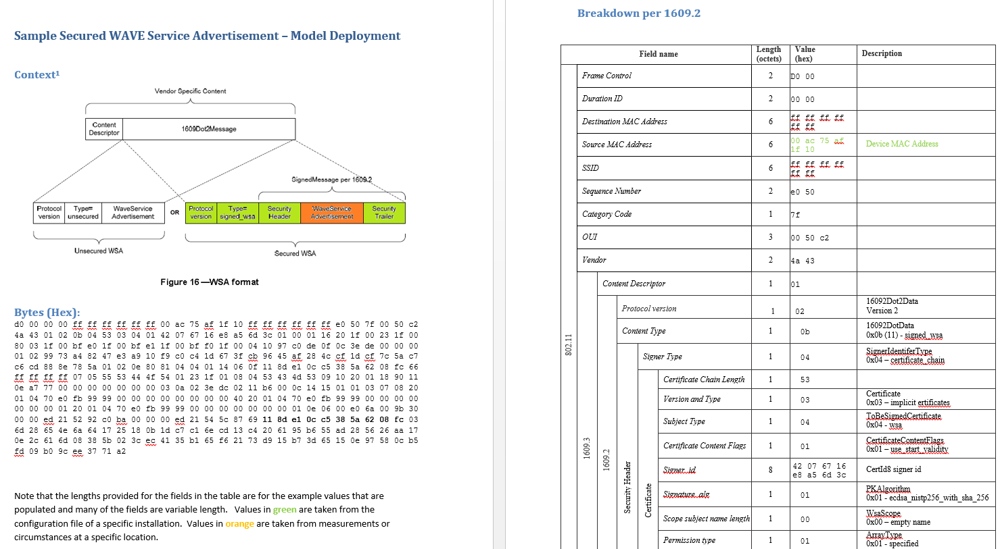 Sample Secured WAVE Service Advertisement – Model Deployment
Context¹
Vendor Specific Content
Content
Descriptor
1609Dot2Message
SignedMessage per 1609.2
Protocol
version
Type=
unsecured
WaveService
Advertisement
OR
Protocol
version
Type=
signed_wsa
Security
Header
WaveService
Advertisement
Security
Trailer
Unsecured WSA
Secured WSA
Figure 16 —WSA format
Bytes (Hex):
d0 00 00 00 ff ff ff ff ff ff 00 ac 75 af 1f 10 ff ff ff ff ff ff e0 50 7f 00 50 c2
4a 43 01 02 0b 04 53 03 04 01 42 07 67 16 e8 a5 6d 3c 01 00 01 16 20 1f 00 23 1f 00
80 03 1f 00 bf e0 1f 00 bf e1 1f 00 bf f0 1f 00 04 10 97 c0 de 0f 0c 3e de 00 00 00
01 02 99 73 a4 82 47 e3 a9 10 f9 c0 c4 1d 67 3f cb 96 45 af 28 4c cf 1d cf 7c 5a c7
c6 cd 88 8e 78 5a 01 02 0e 80 81 04 04 01 14 06 0f 11 8d e1 0c c5 38 5a 62 08 fc 66
ff ff ff ff 07 05 55 53 44 4f 54 01 23 1f 01 08 04 53 43 4d 53 09 10 20 01 18 90 11
0e a7 77 00 00 00 00 00 00 00 03 0a 02 3e dc 02 11 b6 00 0c 14 15 01 01 03 07 08 20
01 04 70 e0 fb 99 99 00 00 00 00 00 00 00 00 40 20 01 04 70 e0 fb 99 99 00 00 00 00
00 00 00 01 20 01 04 70 e0 fb 99 99 00 00 00 00 00 00 00 01 0e 06 00 e0 6a 00 9b 30
00 00 ed 21 52 92 c0 ba 00 00 00 ed 21 54 5c 87 69 11 8d e1 0c c5 38 5a 62 08 fc 03
6d 28 65 4e 6a 64 17 25 18 0b 1d c7 c1 6e cd 13 c4 20 61 95 b6 55 ad 28 56 26 aa 17
0e 2c 61 6d 08 38 5b 02 3c ec 41 35 b1 65 f6 21 73 d9 15 b7 3d 65 15 0e 97 58 0c b5
fd 09 b0 9c ee 37 71 a2
Note that the lengths provided for the fields in the table are for the example values that are
populated and many of the fields are variable length. Values in green are taken from the
configuration file of a specific installation. Values in orange are taken from measurements or
circumstances at a specific location.
Breakdown per 1609.2
Field name Length (octets) Value (hex) Description
802.11
Frame Control 2 D0 00
Duration ID 2 00 00
Destination MAC Address 6 ff ff ff ff
ff ff
Source MAC Address 6 00 ac 75 af Device MAC Address
1f 10
SSID 6 ff ff ff ff
ff ff
Sequence Number 2 e0 50
Category Code 1 7f
OUI 3 00 50 c2
Vendor 2 4a 43
1609.3
Content Descriptor 1 01
1609.2
Protocol version 1 02 16092Dot2Data
Version 2
Content Type 1 0b 16092DotData
0x0b (11) - signed_wsa
Security Header
Signer Type 1 04 SignerIdentiferType
0x04 – certificate_chain
Certificate
Certificate Chain Length 1 53
Version and Type 1 03 Certificate
0x03 – implicit ertificates
Subject Type 1 04 ToBeSignedCertificate
0x04 - wsa
Certificate Content Flags 1 01 CertificateContentFlags
0x01 – use_start_validity
Signer_id 8 42 07 67 16 CertId8 signer id
e8 a5 6d 3c
Signature_alg 1 01 PKAlgorithm
0x01 - ecdsa_nistp256_with_sha_256
Scope subject name length 1 00 WsaScope
0x00 – empty name
Permission type 1 01 ArrayType
0x01 - specified